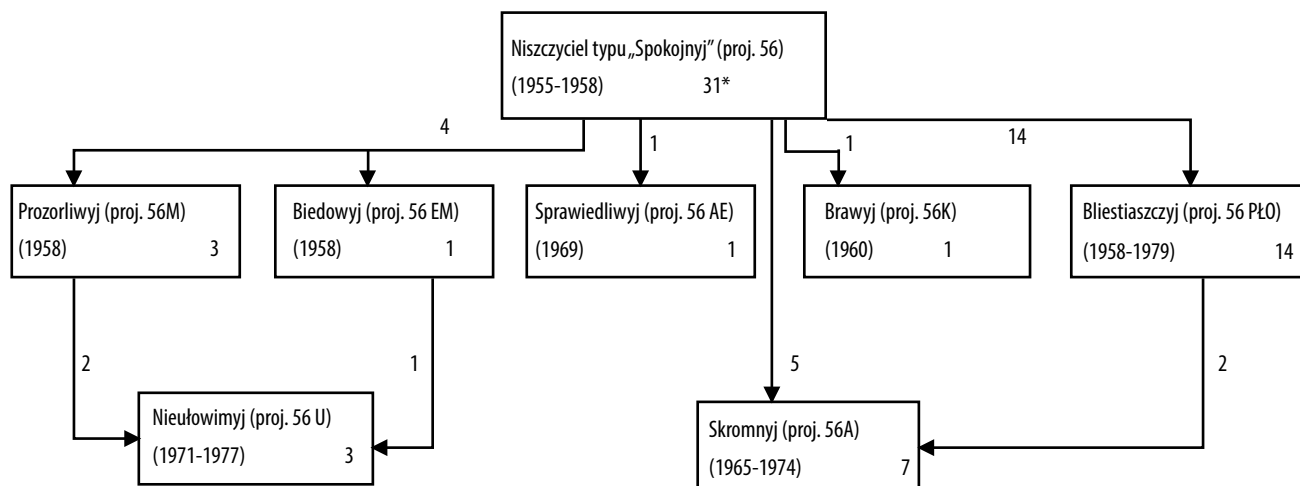 Niszczyciel typu „Spokojnyj” (proj. 56)
(1955-1958) 31*
4
1
1
14
Prozorliwyj (proj. 56M)
(1958) 3
Biedowyj (proj. 56 EM)
(1958) 1
Sprawiedliwyj (proj. 56 AE)
(1969) 1
Brawyj (proj. 56K)
(1960) 1
Bliestiaszczyj (proj. 56 PŁO)
(1958-1979) 14
2
1
5
2
Nieułowimyj (proj. 56 U)
(1971-1977) 3
Skromnyj (proj. 56A)
(1965-1974) 7